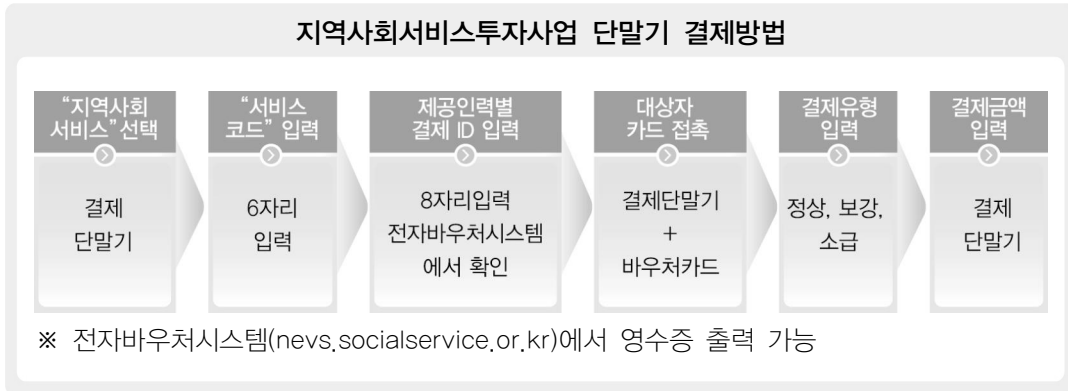 지역사회서비스투자사업 단말기 결제방법
“지역사회
서비스”선택
결제
단말기
“서비스
코드” 입력
6자리
입력
제공인력별
결제 ID 입력
8자리입력
전자바우처시스템
에서 확인
대상자
카드 접촉
결제단말기
+
바우처카드
결제유형
입력
정상, 보강,
소급
결제금액
입력
결제
단말기
※ 전자바우처시스템(nevs.socialservice.or.kr)에서 영수증 출력 가능